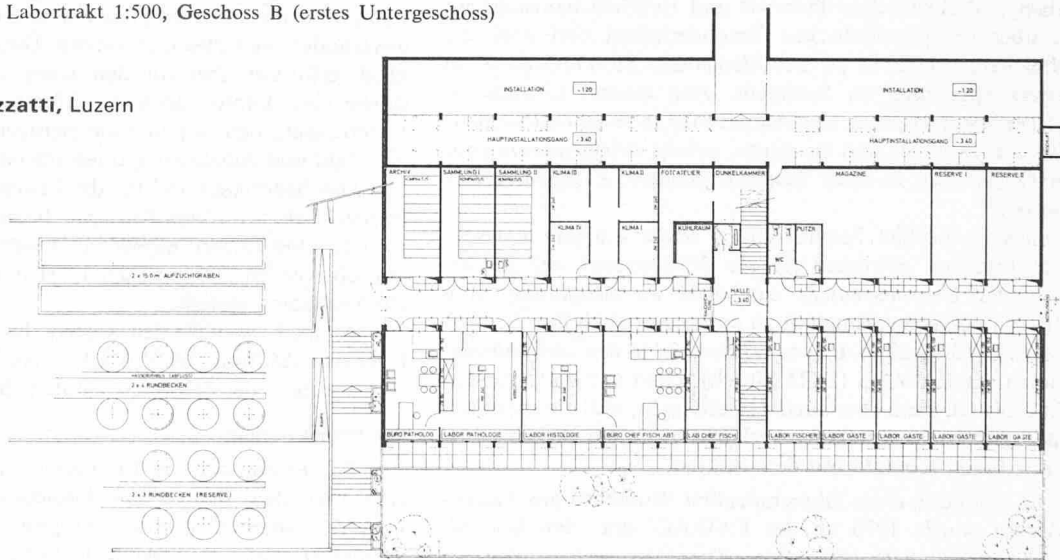 Labortrakt 1:500, Geschoss B (erstes Untergeschoss)
zzatti, Luzern
INSTALLATION -1.20 INSTALLATION -1.20
HAUPTINSTALLATIONSGANG -3.40 HAUPTINSTALLATIONSGANG -3.40
ARCHIV SAMMLUNG I SAMMLUNG II KLIMA III KLIMA II FOTOATELIER DUNKELKAMMER MAGAZINE RESERVE I RESERVE II
KOMPAKTUS KOMPAKTUS KOMPAKTUS
KLIMA IV KLIMA I KÜHLRAUM PUTZR
WC
2 x 15.0 m AUFZUCHTGRABEN
HALLE
-3.40
2 x 4 RUNDBECKEN
BÜRO PATHOLOG LABOR PATHOLOGIE LABOR HISTOLOGIE BÜRO CHEF FISCH ABT. LAB CHEF FISCH LABOR FISCHER LABOR GÄSTE LABOR GÄSTE LABOR GÄSTE LABOR GÄSTE
2 x 3 RUNDBECKEN (RESERVE)